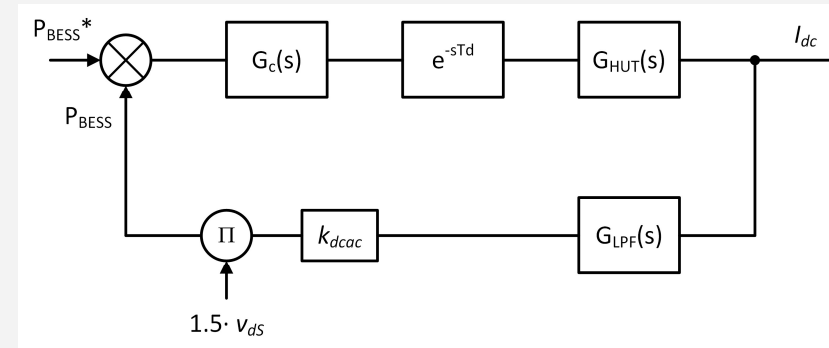 P_BESS*
G_c(s)
e^-sTd
G_HUT(s)
I_dc
P_BESS
Π
k_dcac
G_LPF(s)
1.5· v_dS